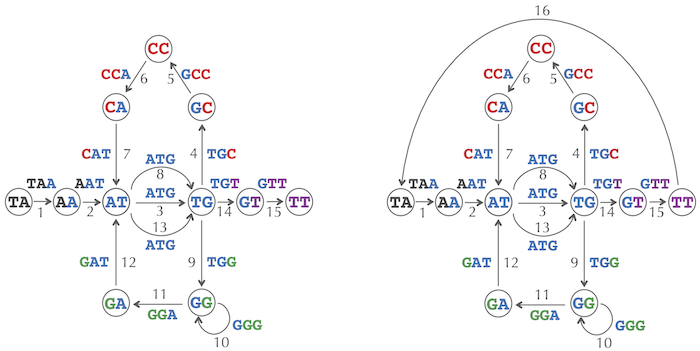 CC
CCA GCC
6 5
CA GC
CAT 7 ATG 4 TGC
8
TAA AAT ATG TGT GTT
TA AA AT TG GT TT
1 2 3 14 15
13
ATG
GAT 12 9 TGG
11
GA GG
GGA GGG
10
16
CC
CCA GCC
6 5
CA GC
CAT 7 ATG 4 TGC
8
TAA AAT ATG TGT GTT
TA AA AT TG GT TT
1 2 3 14 15
13
ATG
GAT 12 9 TGG
11
GA GG
GGA GGG
10